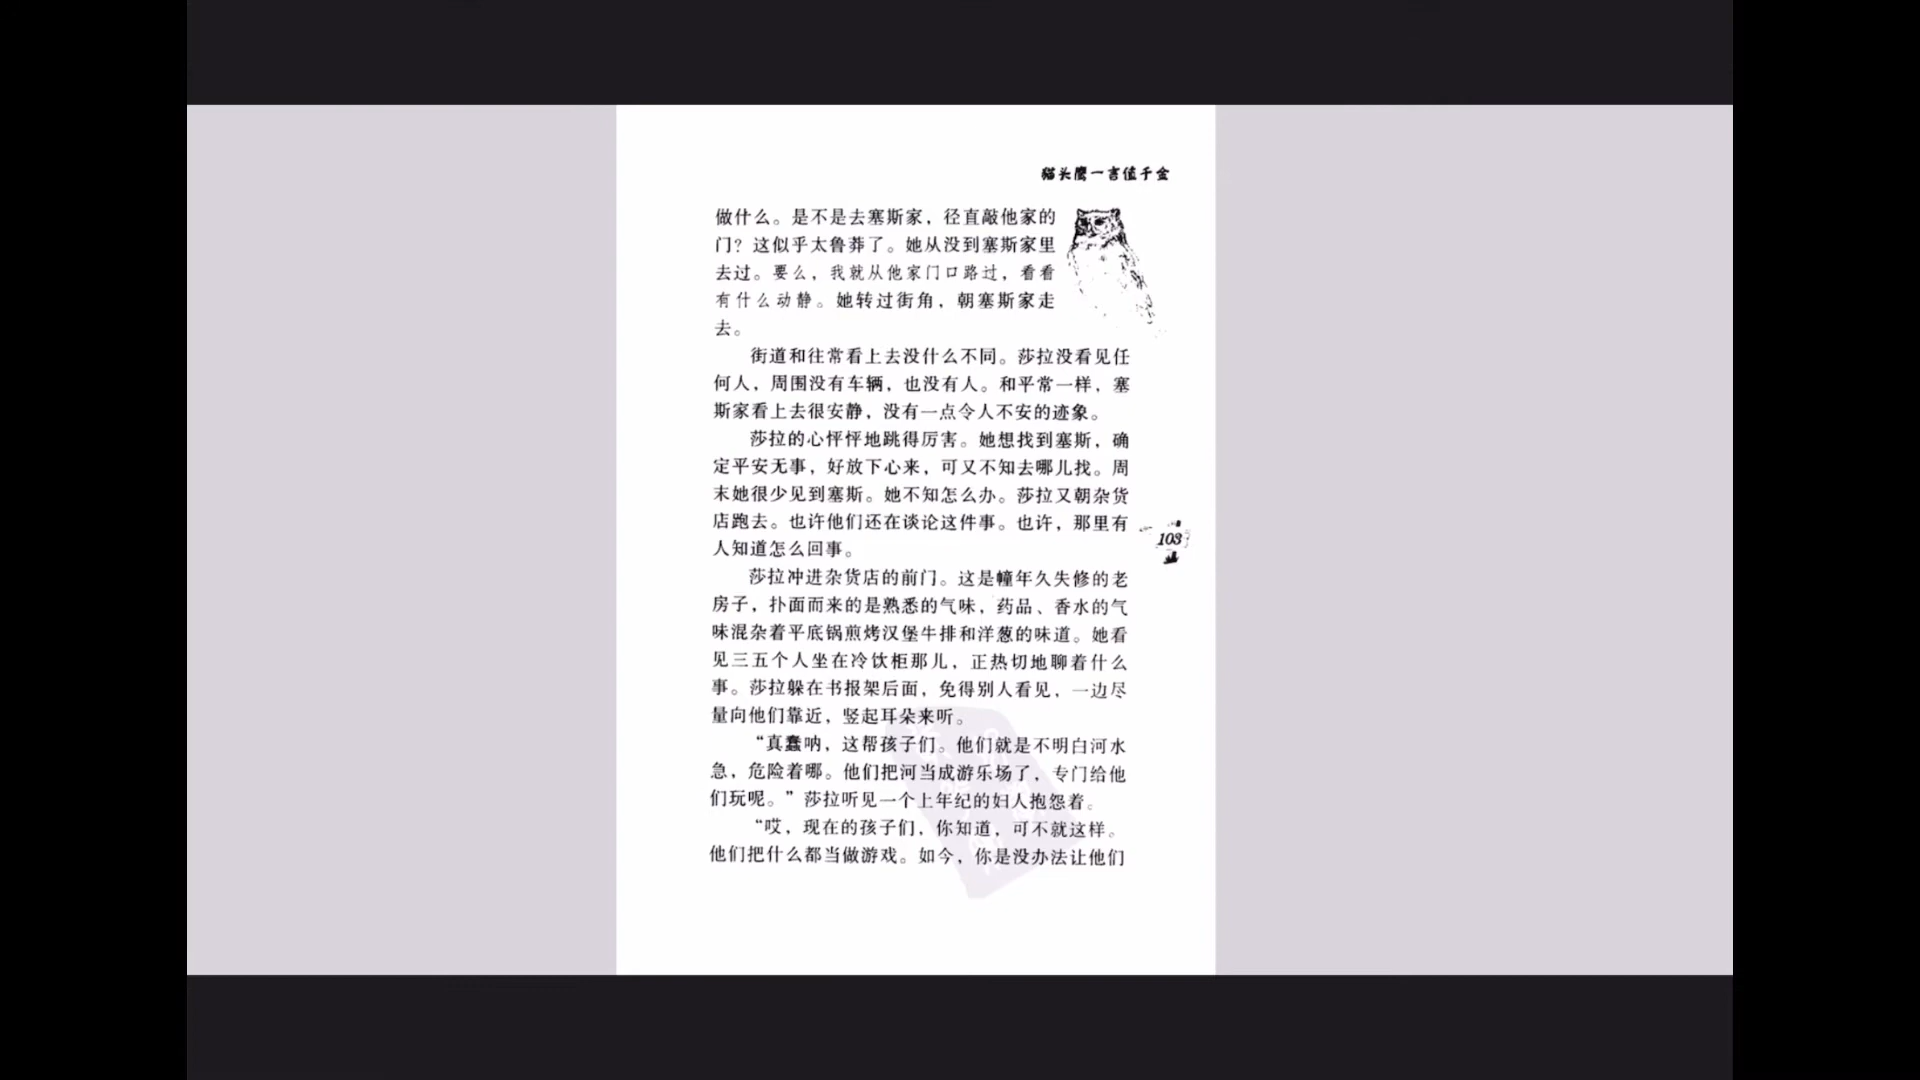 猫头鹰一言值千金
做什么。是不是去塞斯家，径直敲他家的
门？这似乎太鲁莽了。她从没到塞斯家里
去过。要么，我就从他家门口路过，看看
有什么动静。她转过街角，朝塞斯家走
去。
街道和往常看上去没什么不同。莎拉没看见任
何人，周围没有车辆，也没有人。和平常一样，塞
斯家看上去很安静，没有一点令人不安的迹象。
莎拉的心怦怦地跳得厉害。她想找到塞斯，确
定平安无事，好放下心来，可又不知去哪儿找。周
末她很少见到塞斯。她不知怎么办。莎拉又朝杂货
店跑去。也许他们还在谈论这件事。也许，那里有
人知道怎么回事。
103
莎拉冲进杂货店的前门。这是幢年久失修的老
房子，扑面而来的是熟悉的气味，药品、香水的气
味混杂着平底锅煎烤汉堡牛排和洋葱的味道。她看
见三五个人坐在冷饮柜那儿，正热切地聊着什么
事。莎拉躲在书报架后面，免得别人看见，一边尽
量向他们靠近，竖起耳朵来听。
“真蠢呐，这帮孩子们。他们就是不明白河水
急，危险着哪。他们把河当成游乐场了，专门给他
们玩呢。”莎拉听见一个上年纪的妇人抱怨着。
“哎，现在的孩子们，你知道，可不就这样。
他们把什么都当做游戏。如今，你是没办法让他们